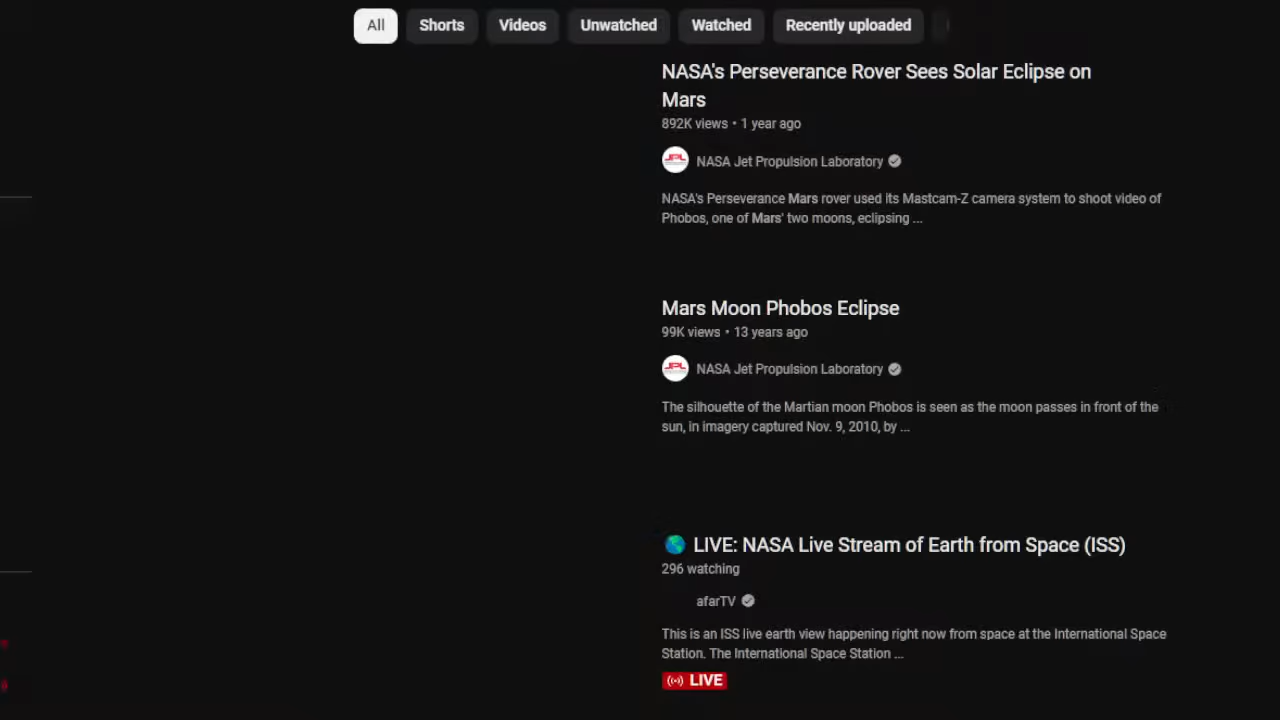 All Shorts Videos Unwatched Watched Recently uploaded
NASA's Perseverance Rover Sees Solar Eclipse on
Mars
892K views • 1 year ago
JPL NASA Jet Propulsion Laboratory
NASA's Perseverance Mars rover used its Mastcam-Z camera system to shoot video of
Phobos, one of Mars' two moons, eclipsing ...
Mars Moon Phobos Eclipse
99K views • 13 years ago
JPL NASA Jet Propulsion Laboratory
The silhouette of the Martian moon Phobos is seen as the moon passes in front of the
sun, in imagery captured Nov. 9, 2010, by ...
🌎 LIVE: NASA Live Stream of Earth from Space (ISS)
296 watching
afarTV
This is an ISS live earth view happening right now from space at the International Space
Station. The International Space Station ...
LIVE